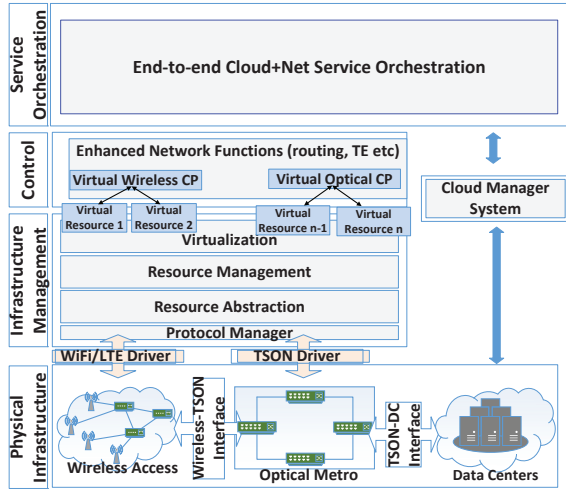 Service
Orchestration
End-to-end Cloud+Net Service Orchestration
Control
Enhanced Network Functions (routing, TE etc)
Virtual Wireless CP
Virtual Optical CP
Cloud Manager
System
Infrastructure
Management
Virtual
Resource 1
Virtual
Resource 2
Virtual
Resource n-1
Virtual
Resource n
Virtualization
Resource Management
Resource Abstraction
Protocol Manager
WiFi/LTE Driver
TSON Driver
Physical
Infrastructure
Wireless Access
Wireless-TSON
Interface
Optical Metro
TSON-DC
Interface
Data Centers